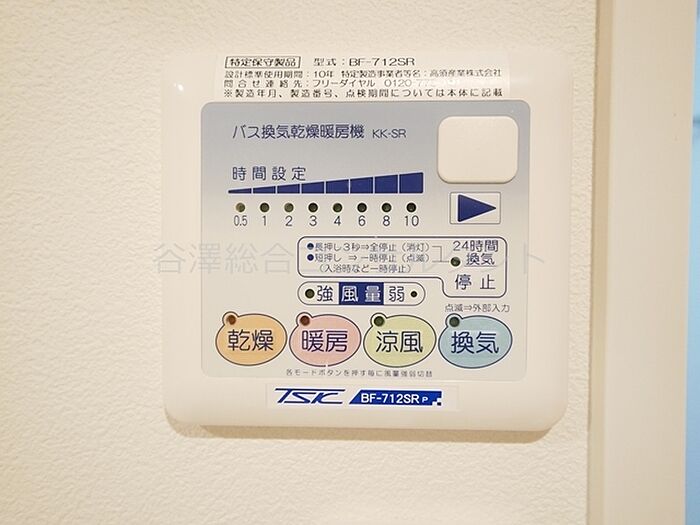 特定保守製品 型式:BF-712SR
設計標準使用期間:10年 特定製造事業者等名:高須産業株式会社
問合せ連絡先:フリーダイヤル 0120-77
※製造年月、製造番号、点検期間については本体に記載
バス換気乾燥暖房機 KK-SR
時間設定
0.5 1 2 3 4 6 8 10
●長押し3秒⇒全停止(消灯)
●短押し ⇒一時停止(点滅)
(入浴時など一時停止)
24時間
換気
停止
強 風量 弱
点滅⇒外部入力
乾燥 暖房 涼風 換気
各モードボタンを押す毎に風量強弱切替
TSK BF-712SR P
谷澤総合